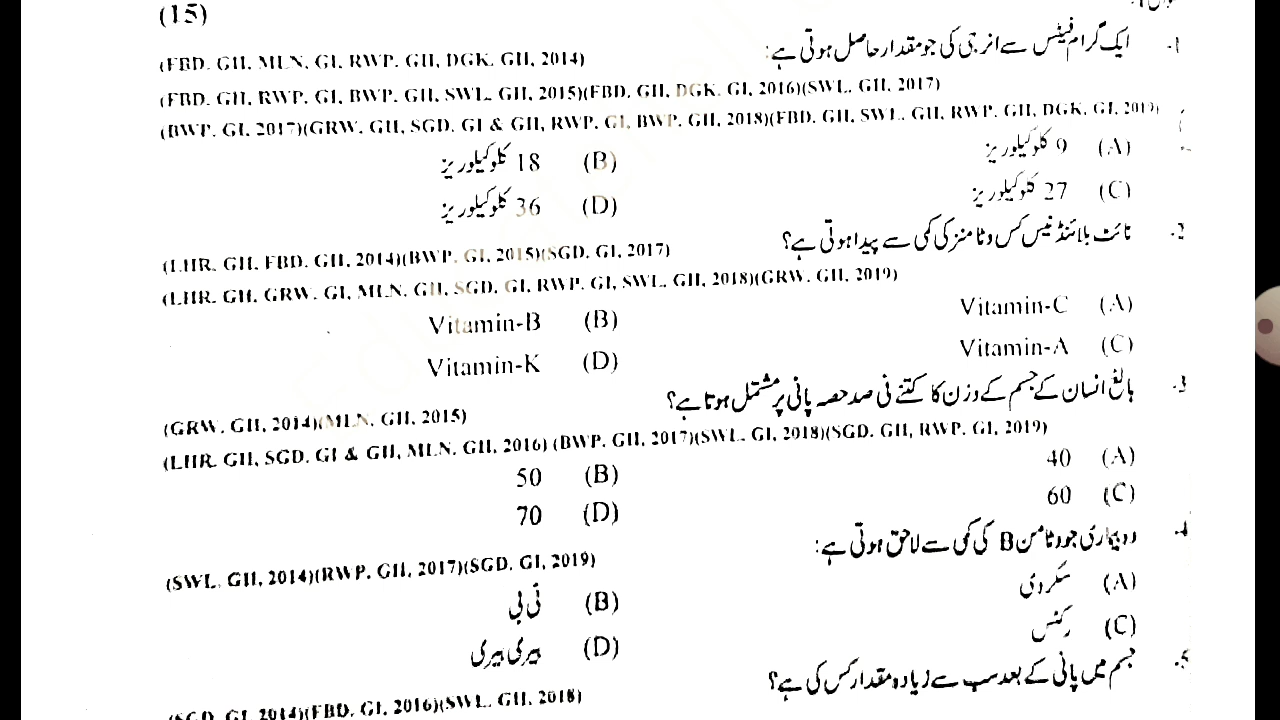 (15)
1- ایک گرام فیٹس سے انرجی کی جو مقدار حاصل ہوتی ہے:
(FBD. GII, MLN. GI, RWP. GII, DGK. GII, 2014)
(FBD. GII, RWP. GI, BWP. GII, SWL. GII, 2015)(FBD. GII, DGK. GI, 2016)(SWL. GII, 2017)
(BWP. GI, 2017)(GRW. GII, SGD. GI & GII, RWP. GI, BWP. GII, 2018)(FBD. GII, SWL. GII, RWP. GII, DGK. GI, 2019)
(A) 9 کلوکیلوریز (B) 18 کلوکیلوریز
(C) 27 کلوکیلوریز (D) 36 کلوکیلوریز
2- نائٹ بلائنڈنیس کس وٹامنز کی کمی سے پیدا ہوتی ہے؟
(LHR. GII, FBD. GII, 2014)(BWP. GI, 2015)(SGD. GI, 2017)
(LHR. GII, GRW. GI, MLN. GII, SGD. GI, RWP. GI, SWL. GII, 2018)(GRW. GII, 2019)
(A) Vitamin-C (B) Vitamin-B
(C) Vitamin-A (D) Vitamin-K
3- بالغ انسان کے جسم کے وزن کا کتنے فی صد حصہ پانی پر مشتمل ہوتا ہے؟
(GRW. GII, 2014)(MLN. GII, 2015)
(LHR. GII, SGD. GI & GII, MLN. GII, 2016) (BWP. GII, 2017)(SWL. GI, 2018)(SGD. GII, RWP. GI, 2019)
(A) 40 (B) 50
(C) 60 (D) 70
4- وہ بیماری جو وٹامن B کی کمی سے لاحق ہوتی ہے:
(SWL. GII, 2014)(RWP. GII, 2017)(SGD. GI, 2019)
(A) سکروی (B) ٹی بی
(C) رکٹس (D) بیری بیری
5- جسم میں پانی کے بعد سب سے زیادہ مقدار کس کی ہے؟
(SGD. GI, 2014)(FBD. GI, 2016)(SWL. GII, 2018)